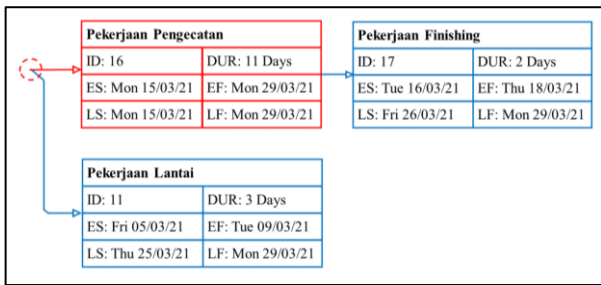 Pekerjaan Pengecatan
ID: 16 DUR: 11 Days
ES: Mon 15/03/21 EF: Mon 29/03/21
LS: Mon 15/03/21 LF: Mon 29/03/21
Pekerjaan Finishing
ID: 17 DUR: 2 Days
ES: Tue 16/03/21 EF: Thu 18/03/21
LS: Fri 26/03/21 LF: Mon 29/03/21
Pekerjaan Lantai
ID: 11 DUR: 3 Days
ES: Fri 05/03/21 EF: Tue 09/03/21
LS: Thu 25/03/21 LF: Mon 29/03/21